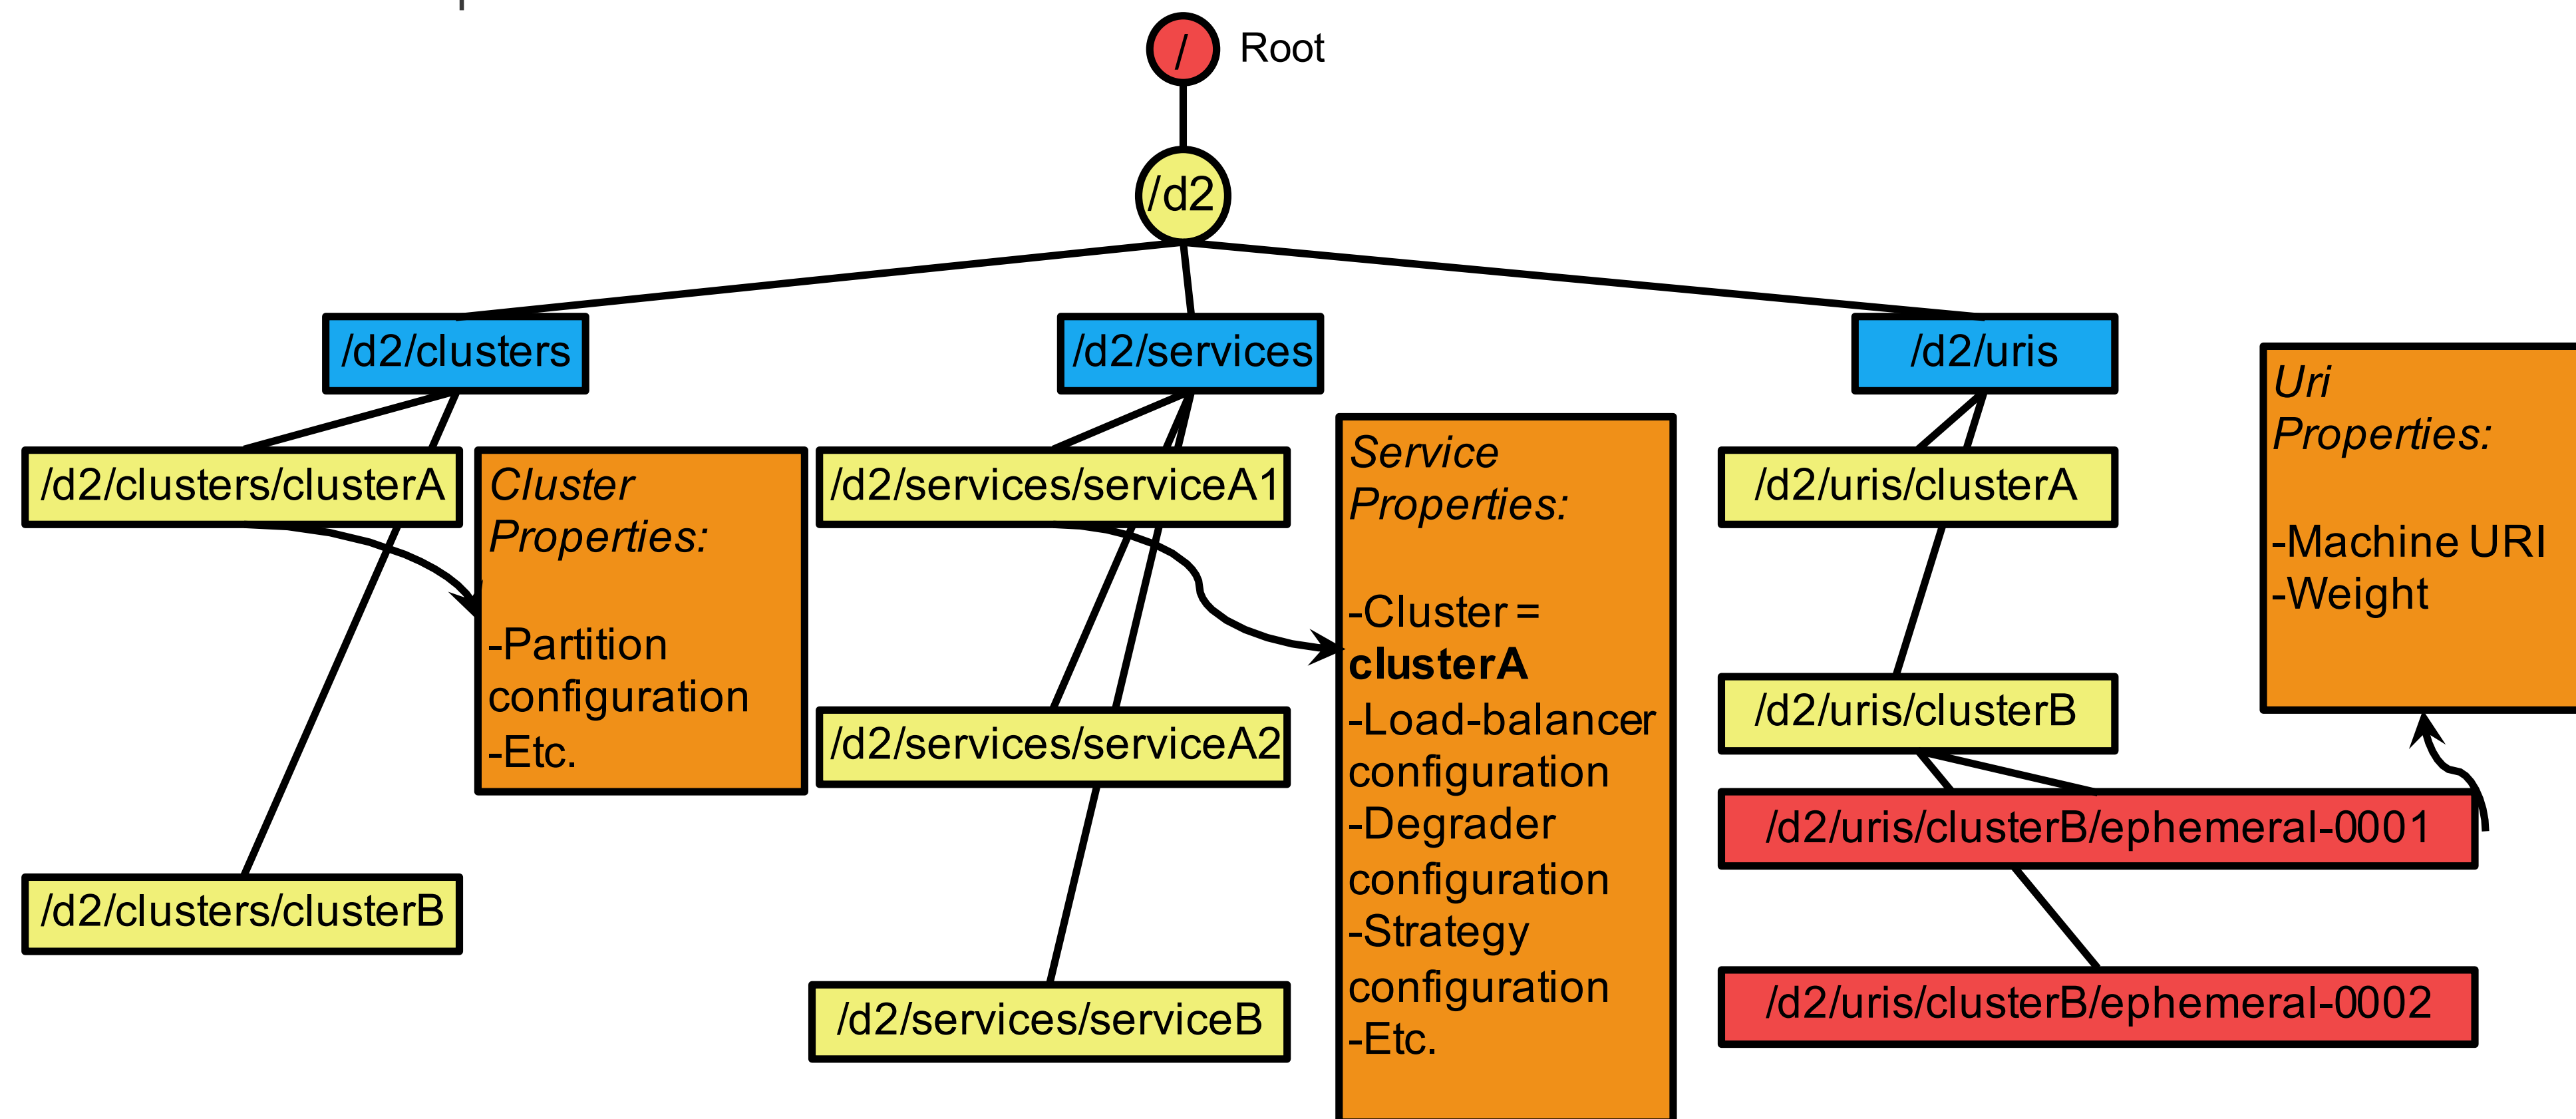 /
Root
/d2
/d2/clusters
/d2/services
/d2/uris
/d2/clusters/clusterA
Cluster
Properties:
-Partition
configuration
-Etc.
/d2/clusters/clusterB
/d2/services/serviceA1
/d2/services/serviceA2
/d2/services/serviceB
Service
Properties:
-Cluster =
clusterA
-Load-balancer
configuration
-Degrader
configuration
-Strategy
configuration
-Etc.
/d2/uris/clusterA
/d2/uris/clusterB
/d2/uris/clusterB/ephemeral-0001
/d2/uris/clusterB/ephemeral-0002
Uri
Properties:
-Machine URI
-Weight